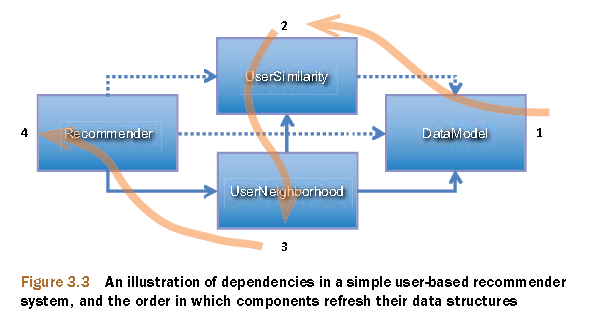 2
UserSimilarity
4
Recommender
DataModel
1
UserNeighborhood
3
Figure 3.3 An illustration of dependencies in a simple user-based recommender
system, and the order in which components refresh their data structures